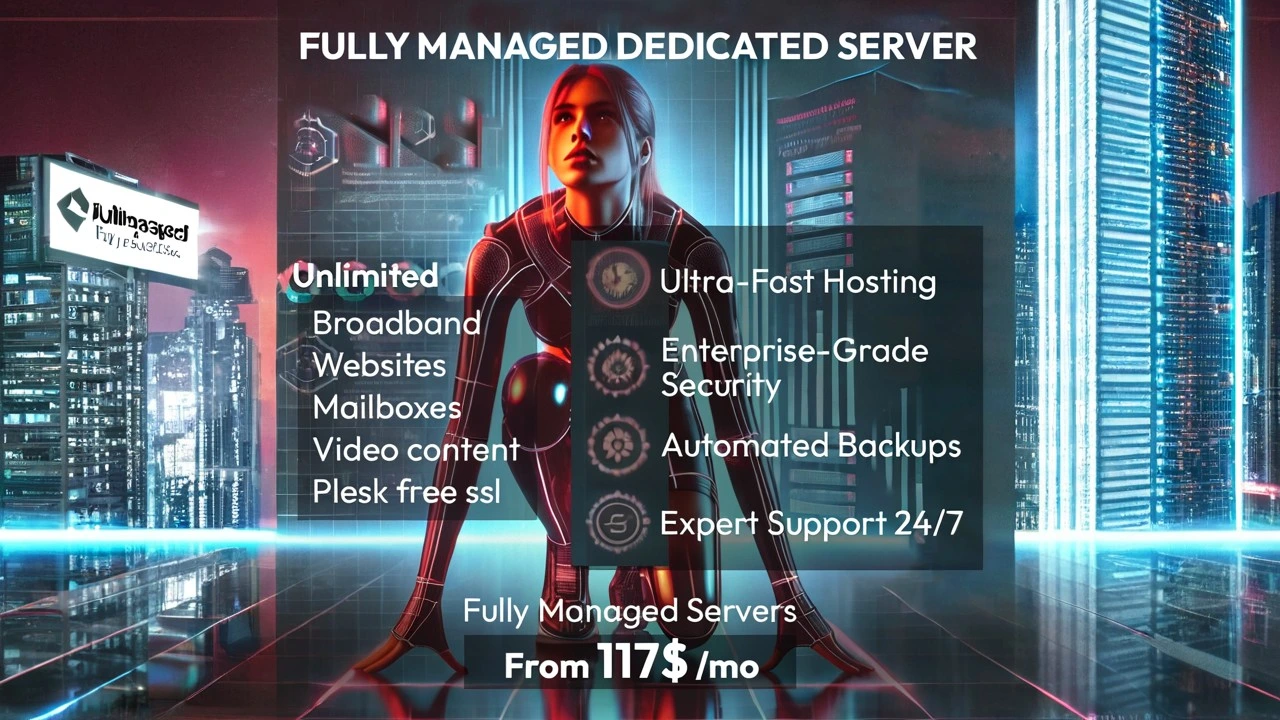 FULLY MANAGED DEDICATED SERVER
Unlimited
Broadband
Websites
Mailboxes
Video content
Plesk free ssl
Ultra-Fast Hosting
Enterprise-Grade
Security
Automated Backups
Expert Support 24/7
Fully Managed Servers
From 117$ /mo